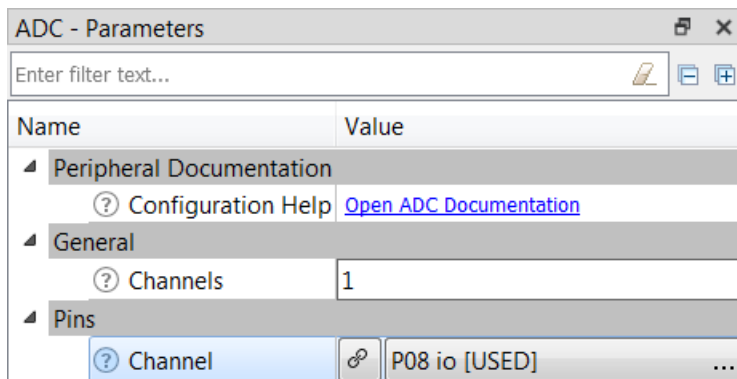 ADC - Parameters
Enter filter text...
Name Value
Peripheral Documentation
? Configuration Help Open ADC Documentation
General
? Channels 1
Pins
? Channel P08 io [USED] ...